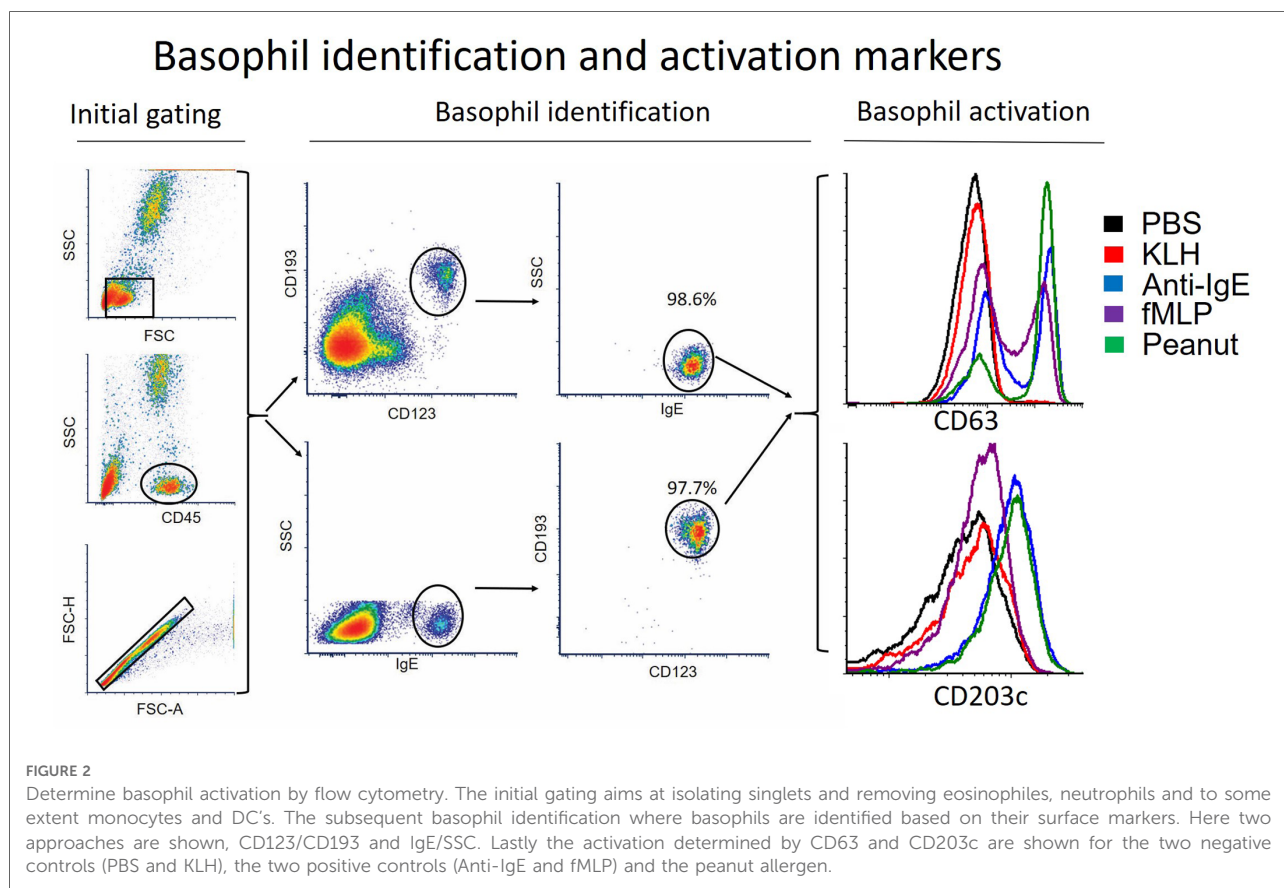 Basophil identification and activation markers
Initial gating
Basophil identification
Basophil activation
SSC
FSC
SSC
CD45
FSC-H
FSC-A
CD193
CD123
SSC
98.6%
IgE
SSC
IgE
CD193
97.7%
CD123
CD63
CD203c
PBS
KLH
Anti-IgE
fMLP
Peanut
FIGURE 2
Determine basophil activation by flow cytometry. The initial gating aims at isolating singlets and removing eosinophiles, neutrophils and to some
extent monocytes and DC's. The subsequent basophil identification where basophils are identified based on their surface markers. Here two
approaches are shown, CD123/CD193 and IgE/SSC. Lastly the activation determined by CD63 and CD203c are shown for the two negative
controls (PBS and KLH), the two positive controls (Anti-IgE and fMLP) and the peanut allergen.